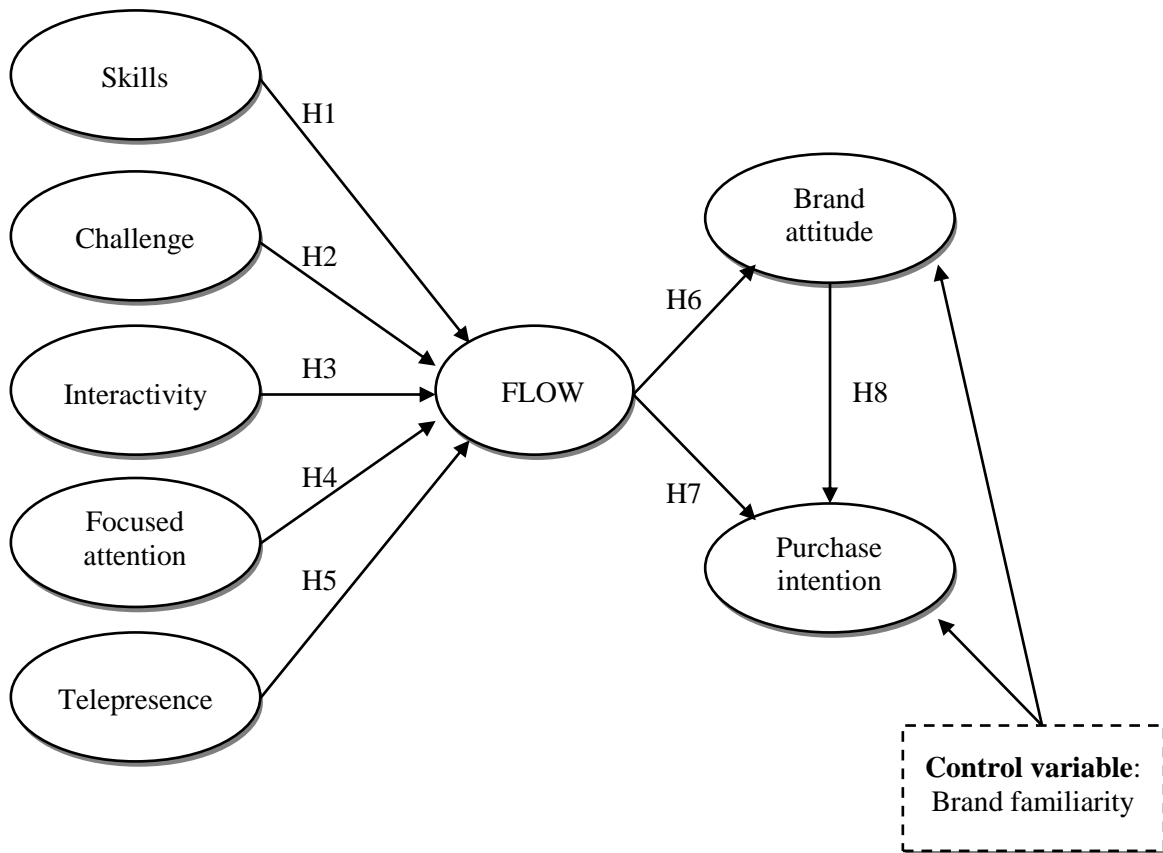 Skills
H1
Challenge
H2
Interactivity
H3
Focused
attention
H4
Telepresence
H5
FLOW
H6
H7
Brand
attitude
H8
Purchase
intention
Control variable:
Brand familiarity